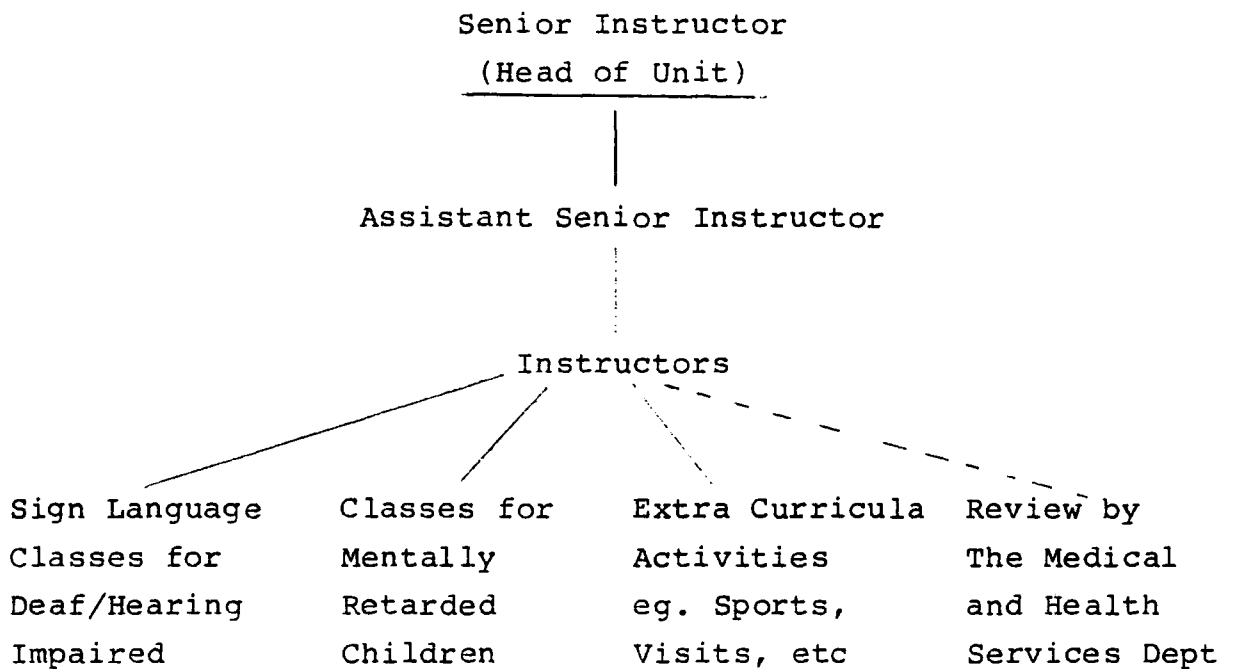 Senior Instructor
(Head of Unit)
Assistant Senior Instructor
Instructors
Sign Language
Classes for
Deaf/Hearing
Impaired
Classes for
Mentally
Retarded
Children
Extra Curricula
Activities
eg. Sports,
Visits, etc
Review by
The Medical
and Health
Services Dept